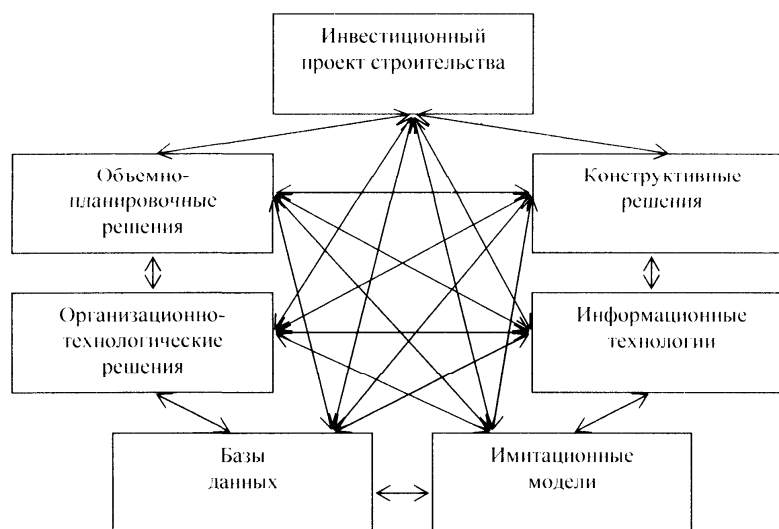 Инвестиционный
проект строительства
Объемно-
планировочные
решения
Конструктивные
решения
Организационно-
технологические
решения
Информационные
технологии
Базы
данных
Имитационные
модели